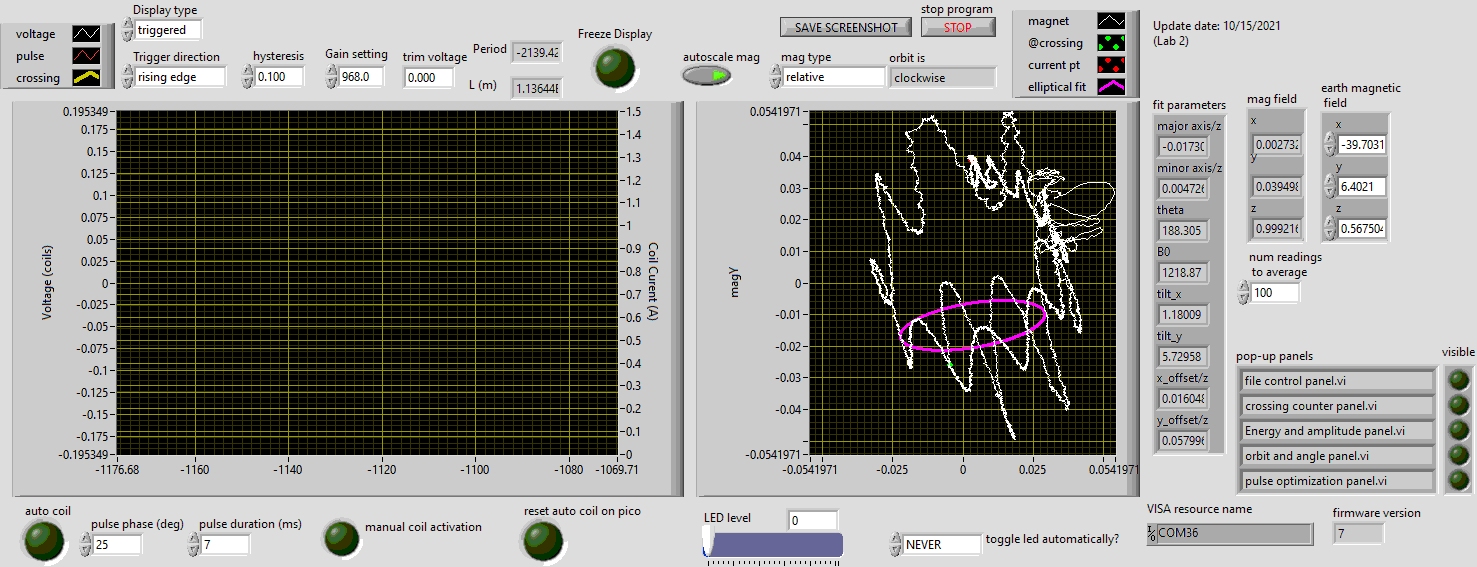 voltage
pulse
crossing
Display type
triggered
Trigger direction
rising edge
hysteresis
0.100
Gain setting
968.0
trim voltage
0.000
Period
-2139.42
L (m)
1.13644E
Freeze Display
SAVE SCREENSHOT
stop program
STOP
autoscale mag
mag type
relative
orbit is
clockwise
magnet
@crossing
current pt
elliptical fit
Update date: 10/15/2021
(Lab 2)
Voltage (coils)
0.195349
0.175
0.15
0.125
0.1
0.075
0.05
0.025
0
-0.025
-0.05
-0.075
-0.1
-0.125
-0.15
-0.175
-0.195349
-1176.68
-1160
-1140
-1120
-1100
-1080
-1069.71
1.5
1.4
1.3
1.2
1.1
1
0.9
0.8
0.7
0.6
0.5
0.4
0.3
0.2
0.1
0
Coil Curent (A)
magY
0.0541971
0.04
0.03
0.02
0.01
0
-0.01
-0.02
-0.03
-0.04
-0.0541971
-0.0541971
-0.025
0
0.025
0.0541971
fit parameters
major axis/z
-0.01730
minor axis/z
0.004726
theta
188.305
B0
1218.87
tilt_x
1.18009
tilt_y
5.72958
x_offset/z
0.016048
y_offset/z
0.057996
mag field
x
0.002732
y
0.039498
z
0.999216
earth magnetic
field
x
-39.7031
y
6.4021
z
0.567504
num readings
to average
100
pop-up panels
visible
file control panel.vi
crossing counter panel.vi
Energy and amplitude panel.vi
orbit and angle panel.vi
pulse optimization panel.vi
auto coil
pulse phase (deg)
25
pulse duration (ms)
7
manual coil activation
reset auto coil on pico
LED level
0
NEVER
toggle led automatically?
VISA resource name
COM36
firmware version
7